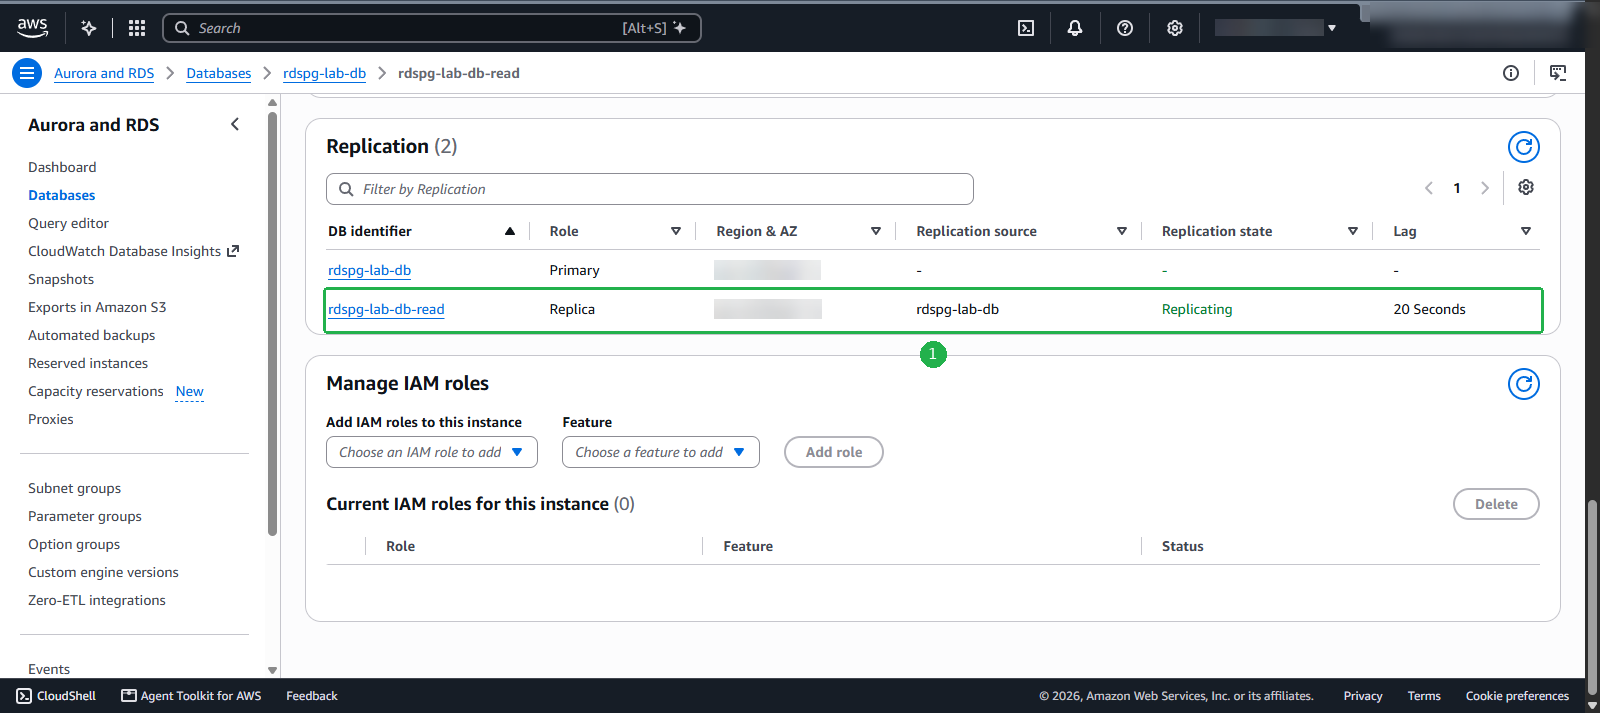 aws
Search [Alt+S]
Aurora and RDS > Databases > rdspg-lab-db > rdspg-lab-db-read
Aurora and RDS
Dashboard
Databases
Query editor
CloudWatch Database Insights
Snapshots
Exports in Amazon S3
Automated backups
Reserved instances
Capacity reservations New
Proxies
Subnet groups
Parameter groups
Option groups
Custom engine versions
Zero-ETL integrations
Events
Replication (2)
Filter by Replication
1
DB identifier Role Region & AZ Replication source Replication state Lag
rdspg-lab-db Primary - - -
rdspg-lab-db-read Replica rdspg-lab-db Replicating 20 Seconds
1
Manage IAM roles
Add IAM roles to this instance Feature
Choose an IAM role to add Choose a feature to add Add role
Current IAM roles for this instance (0) Delete
Role Feature Status
CloudShell Agent Toolkit for AWS Feedback © 2026, Amazon Web Services, Inc. or its affiliates. Privacy Terms Cookie preferences